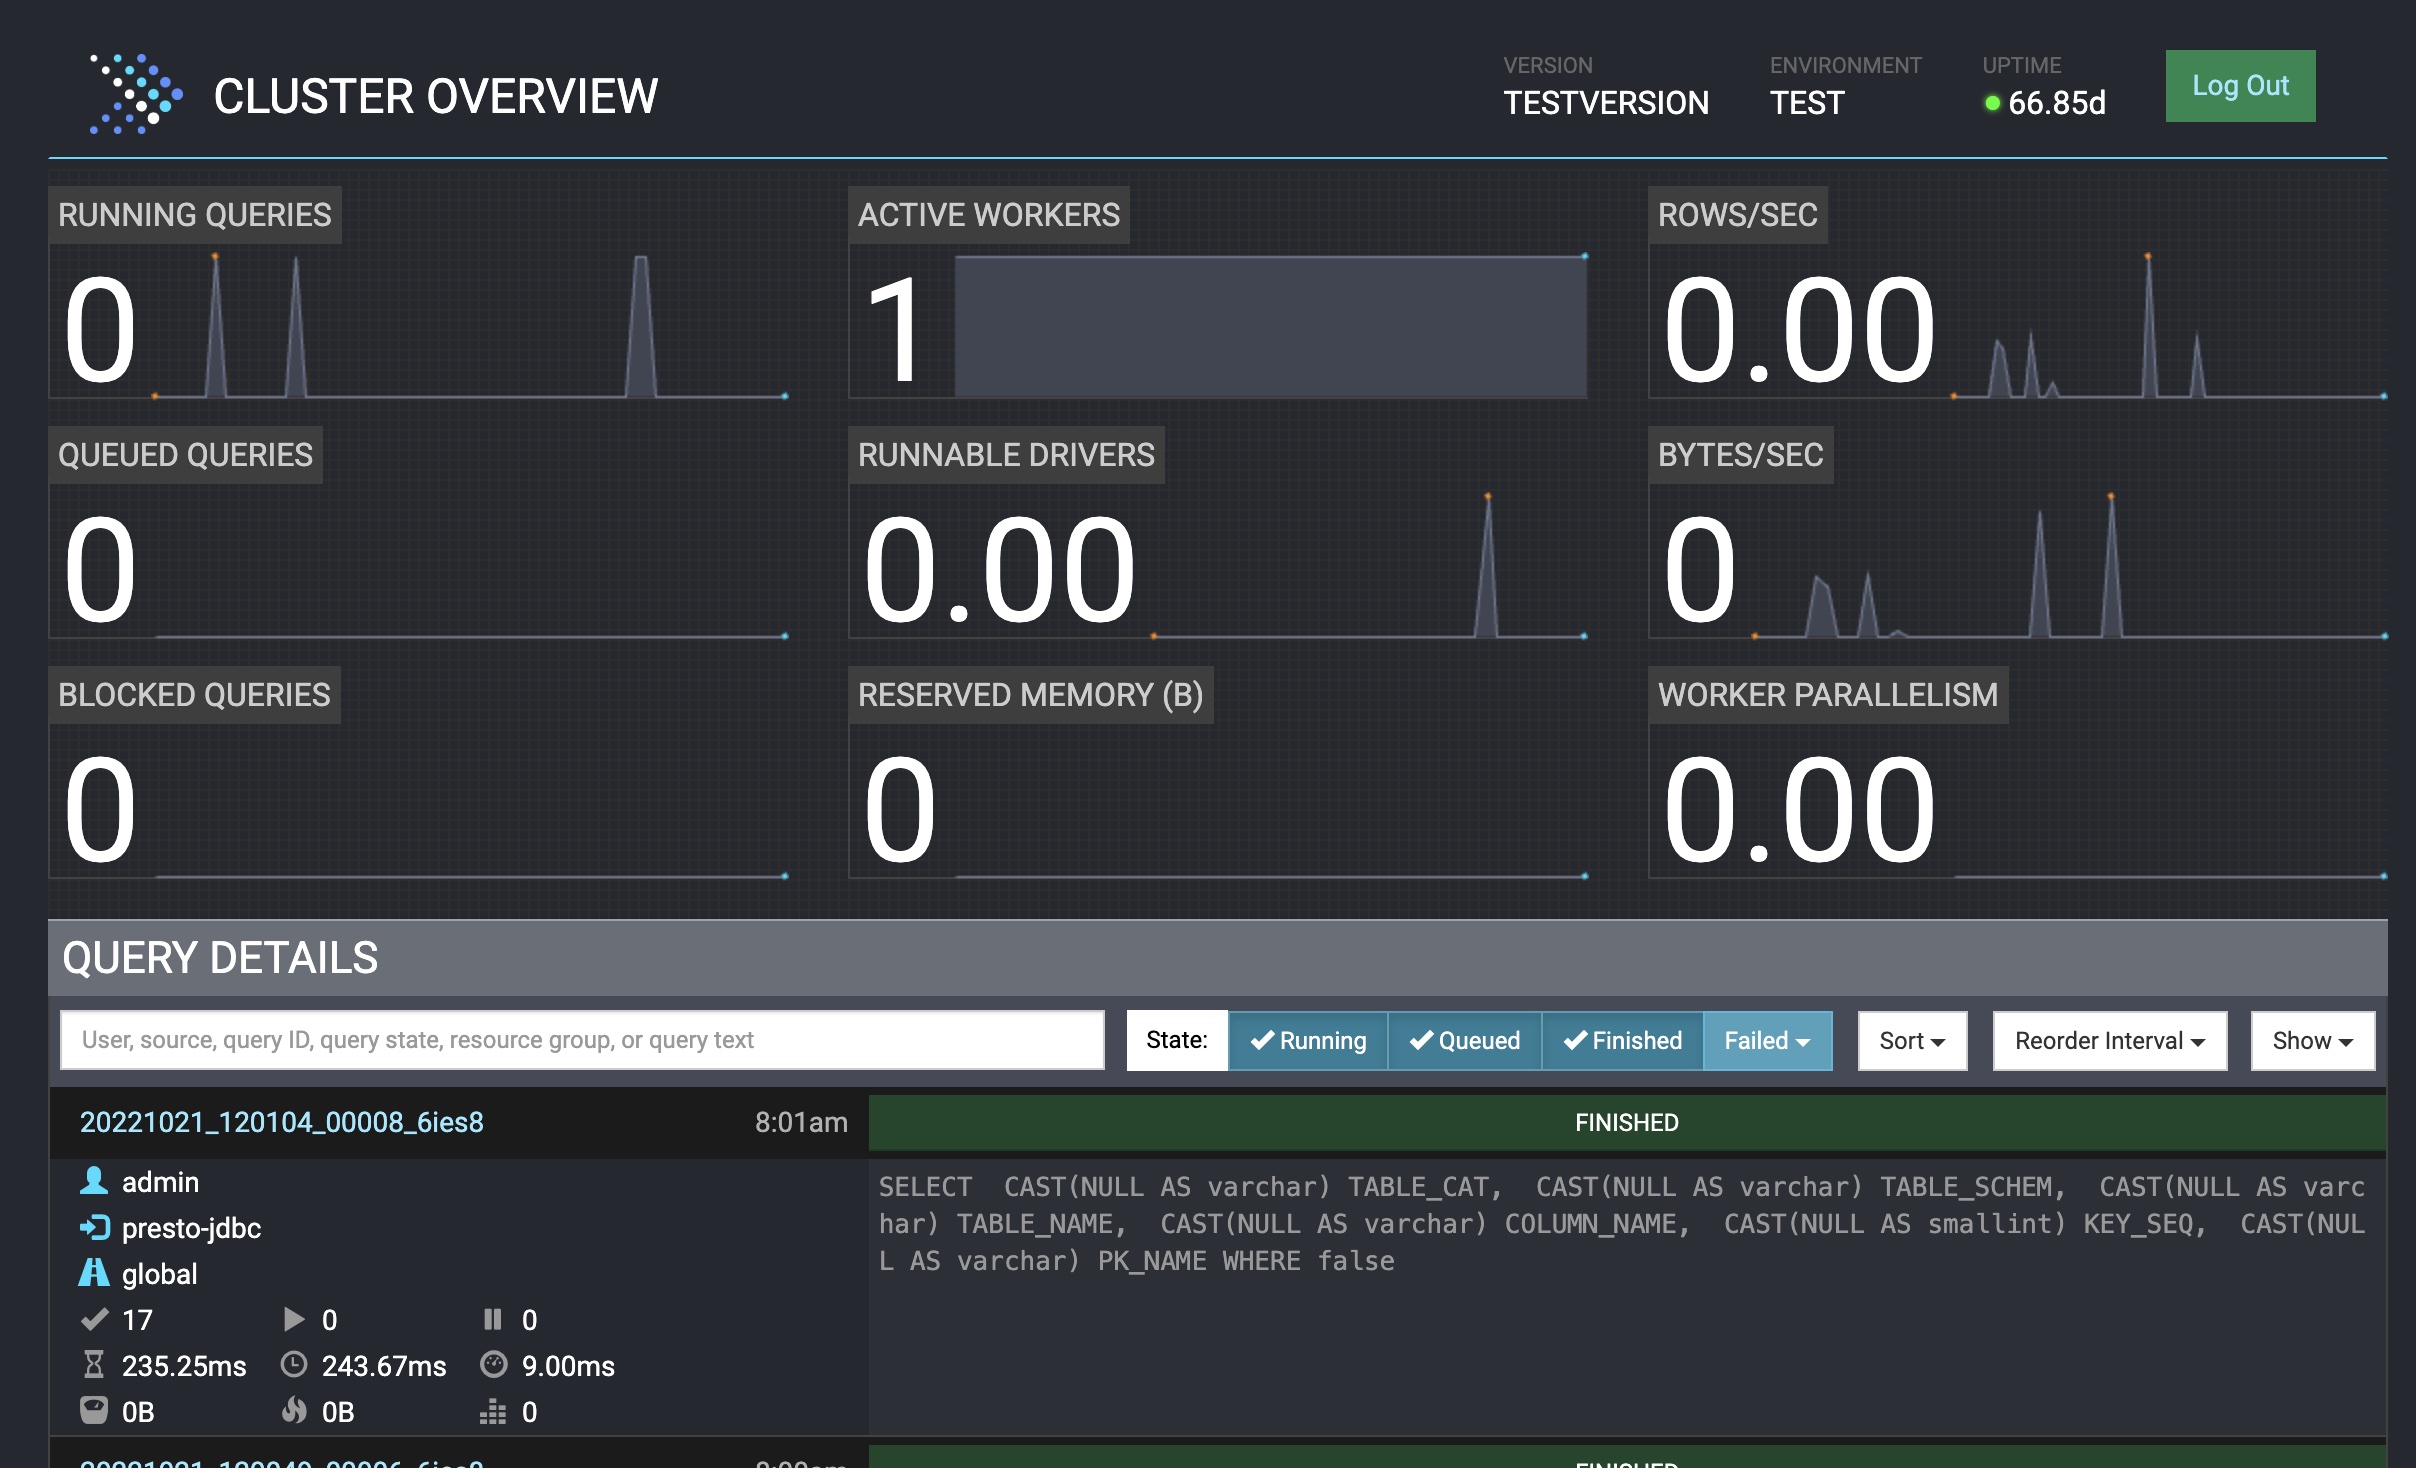 CLUSTER OVERVIEW
VERSION
TESTVERSION
ENVIRONMENT
TEST
UPTIME
66.85d
Log Out
RUNNING QUERIES
0
ACTIVE WORKERS
1
ROWS/SEC
0.00
QUEUED QUERIES
0
RUNNABLE DRIVERS
0.00
BYTES/SEC
0
BLOCKED QUERIES
0
RESERVED MEMORY (B)
0
WORKER PARALLELISM
0.00
QUERY DETAILS
User, source, query ID, query state, resource group, or query text
State: Running Queued Finished Failed Sort Reorder Interval Show
20221021_120104_00008_6ies8 8:01am FINISHED
admin
presto-jdbc
global
17 0 0
235.25ms 243.67ms 9.00ms
0B 0B 0
SELECT  CAST(NULL AS varchar) TABLE_CAT,  CAST(NULL AS varchar) TABLE_SCHEM,  CAST(NULL AS varc
har) TABLE_NAME,  CAST(NULL AS varchar) COLUMN_NAME,  CAST(NULL AS smallint) KEY_SEQ,  CAST(NUL
L AS varchar) PK_NAME WHERE false
FINISHED